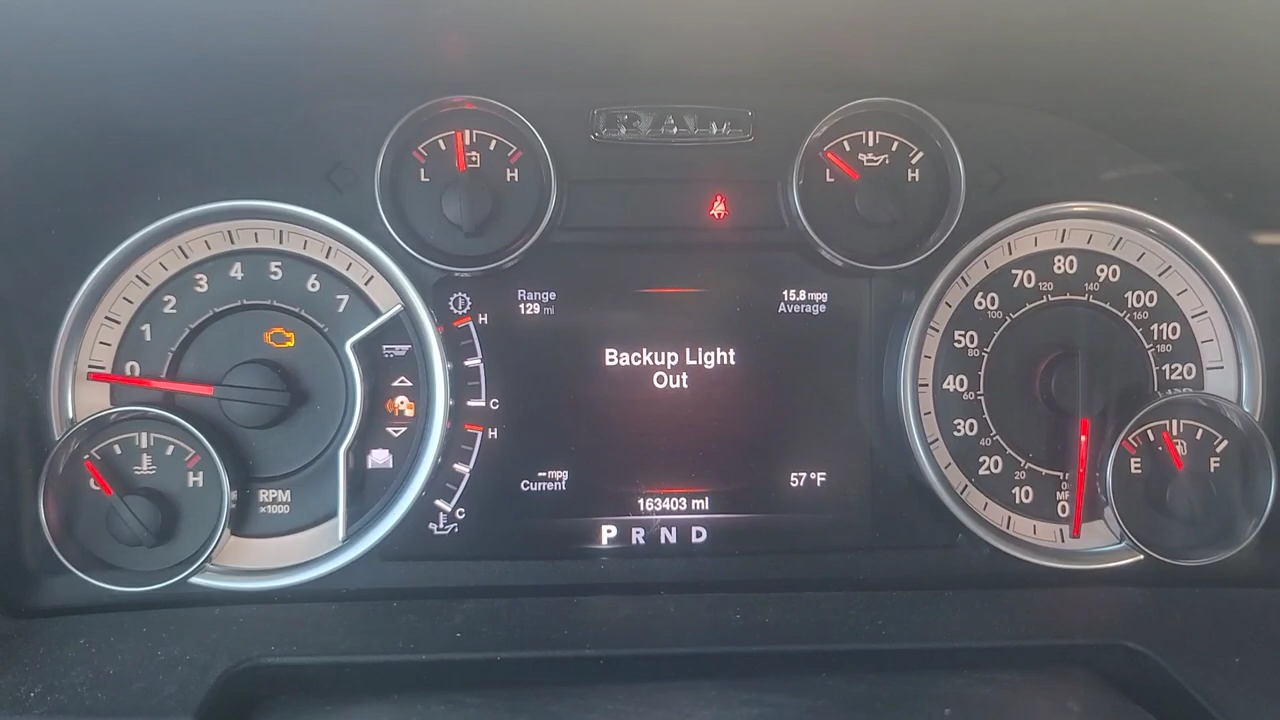 RAM
L H
L H
0 1 2 3 4 5 6 7
RPM
x1000
C H
H
C
H
C
Range
129 mi
15.8 mpg
Average
Backup Light
Out
-- mpg
Current
57 °F
163403 mi
P R N D
0 10 20 30 40 50 60 70 80 90 100 110 120
20 40 60 80 100 120 140 160 180
E F